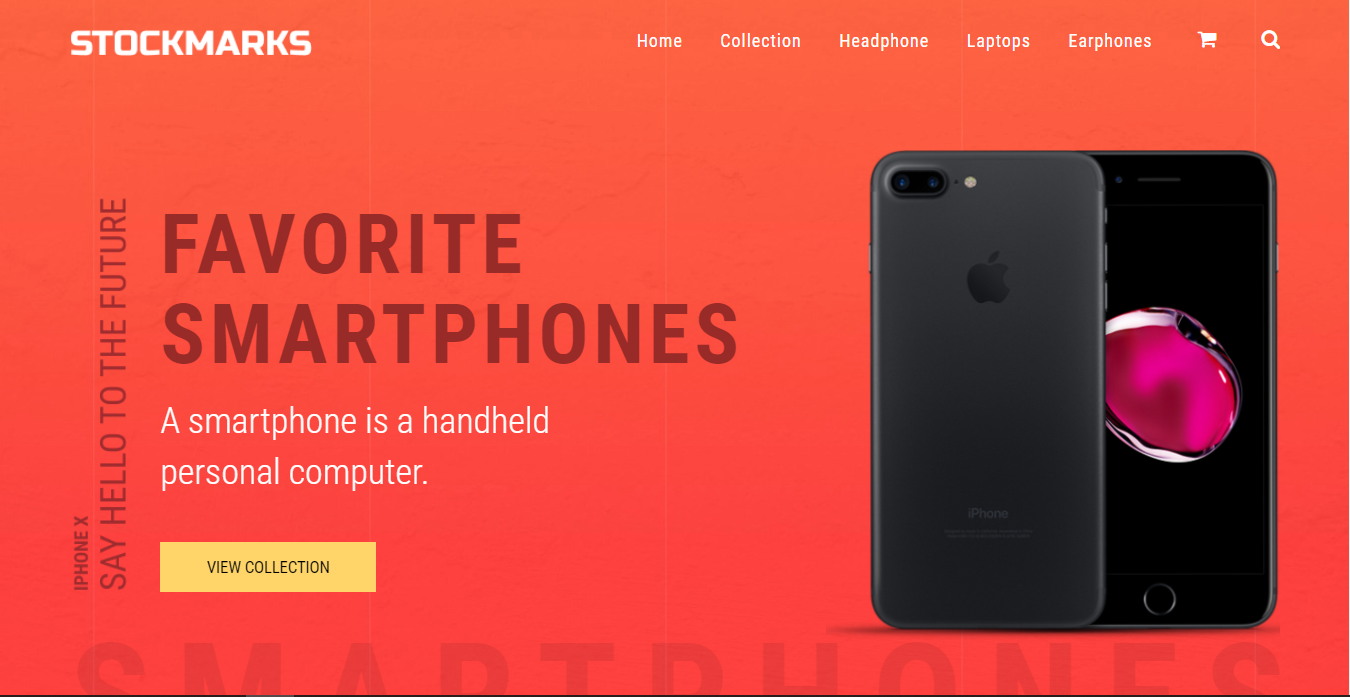 STOCKMARKS
Home Collection Headphone Laptops Earphones
IPHONE X
SAY HELLO TO THE FUTURE
FAVORITE
SMARTPHONES
A smartphone is a handheld
personal computer.
VIEW COLLECTION
iPhone
SMARTPHONES